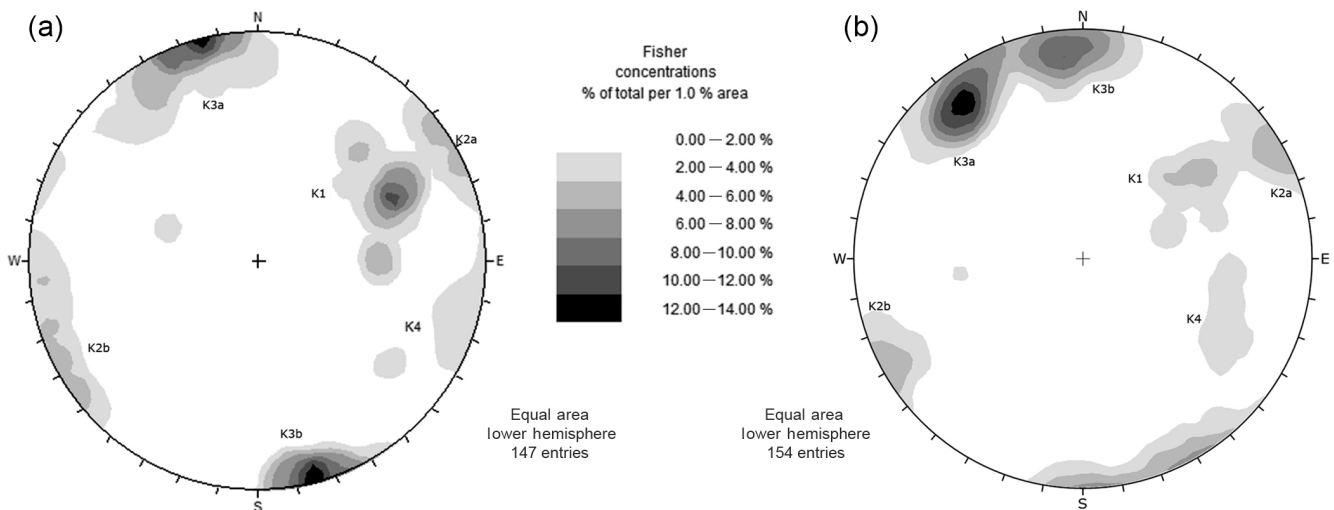 (a)
N
K3a
K2a
K1
W
E
K4
K2b
K3b
S
Fisher
concentrations
% of total per 1.0 % area
0.00—2.00 %
2.00—4.00 %
4.00—6.00 %
6.00—8.00 %
8.00—10.00 %
10.00—12.00 %
12.00—14.00 %
Equal area
lower hemisphere
147 entries
Equal area
lower hemisphere
154 entries
(b)
N
K3b
K3a
K1
K2a
W
E
K2b
K4
S